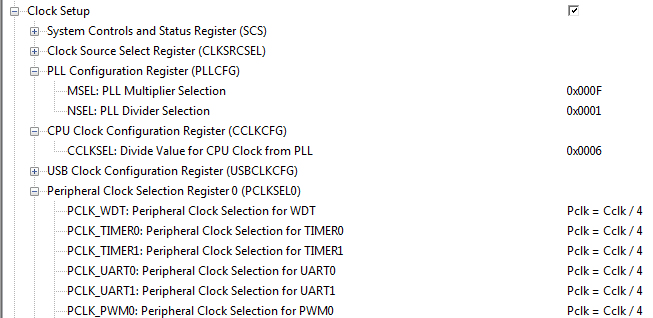 Clock Setup
System Controls and Status Register (SCS)
Clock Source Select Register (CLKSRCSEL)
PLL Configuration Register (PLLCFG)
MSEL: PLL Multiplier Selection 0x000F
NSEL: PLL Divider Selection 0x0001
CPU Clock Configuration Register (CCLKCFG)
CCLKSEL: Divide Value for CPU Clock from PLL 0x0006
USB Clock Configuration Register (USBCLKCFG)
Peripheral Clock Selection Register 0 (PCLKSEL0)
PCLK_WDT: Peripheral Clock Selection for WDT Pclk = Cclk / 4
PCLK_TIMER0: Peripheral Clock Selection for TIMER0 Pclk = Cclk / 4
PCLK_TIMER1: Peripheral Clock Selection for TIMER1 Pclk = Cclk / 4
PCLK_UART0: Peripheral Clock Selection for UART0 Pclk = Cclk / 4
PCLK_UART1: Peripheral Clock Selection for UART1 Pclk = Cclk / 4
PCLK_PWM0: Peripheral Clock Selection for PWM0 Pclk = Cclk / 4